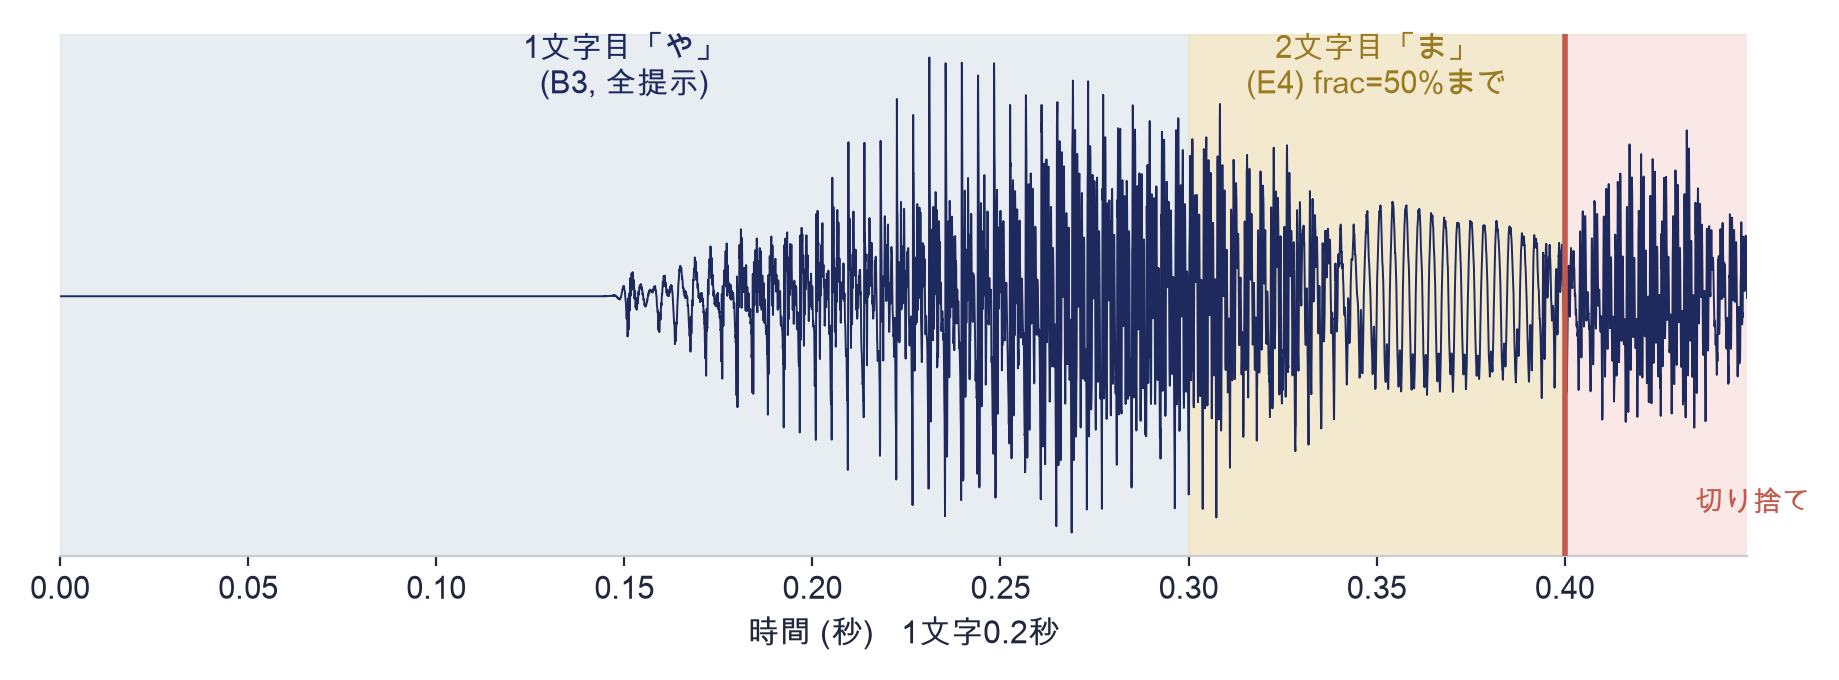 1文字目「や」
(B3, 全提示)
2文字目「ま」
(E4) frac=50%まで
切り捨て
0.00 0.05 0.10 0.15 0.20 0.25 0.30 0.35 0.40
時間 (秒) 1文字0.2秒